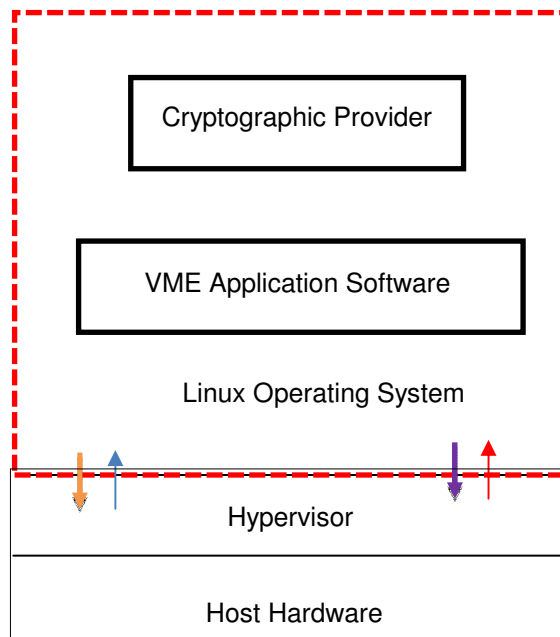 Cryptographic Provider
VME Application Software
Linux Operating System
Hypervisor
Host Hardware